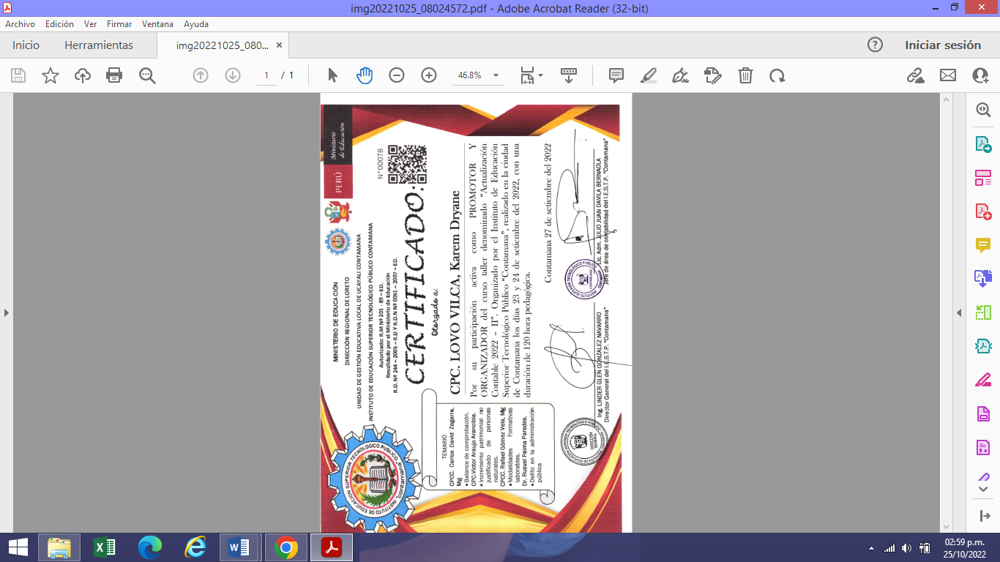 img20221025_08024572.pdf - Adobe Acrobat Reader (32-bit)
Archivo Edición Ver Firmar Ventana Ayuda
Inicio Herramientas img20221025_080... Iniciar sesión
1 / 1 46.8%
PERÚ Ministerio de Educación
MINISTERIO DE EDUCACIÓN
DIRECCIÓN REGIONAL DE LORETO
UNIDAD DE GESTIÓN EDUCATIVA LOCAL DE UCAYALI CONTAMANA
INSTITUTO DE EDUCACIÓN SUPERIOR TECNOLÓGICO PÚBLICO CONTAMANA
Autorizado: R.M Nº 201 - 89 – ED.
Revalidado por el Ministerio de Educación
R.D. Nº 244 – 2005 – R.D Y R.D.N Nº 0051 – 2007 – ED.
N°00078
CERTIFICADO:
Otorgado a:
CPC. LOVO VILCA, Karem Dryane
Por su participación activa como PROMOTOR Y
ORGANIZADOR del curso taller denominado “Actualización
Contable 2022 – II”. Organizado por el Instituto de Educación
Superior Tecnológico Público “Contamana”, realizado en la ciudad
de Contamana los días 23 y 24 de setiembre del 2022, con una
duración de 120 hora pedagógica.
Contamana 27 de setiembre del 2022
INSTITUTO DE EDUCACIÓN SUPERIOR TECNOLOGICO PUBLICO "Contamana"
TEMARIO
CPCC. Carlos David Zegarra,
Mg
• Balance de comprobación.
CPC.Víctor Araujo Arancibia.
• Incremento patrimonial no
justificado de personas
naturales.
CPCC. Rafael Gómez Vela, Mg
• Modalidades Formativas
laborables.
Dr. Rusvel Paima Paredes.
• Delito en la administración
pública
DIRECCIÓN
GENERAL
Ing. LINDER GLEN GONZALEZ NAVARRO
Director General del I.E.S.T.P. "Contamana"
Lic. Adm. JULIO JUAN DAVILA BERNAOLA
Jefe de área de contabilidad del I.E.S.T.P. "Contamana"
02:59 p.m.
25/10/2022